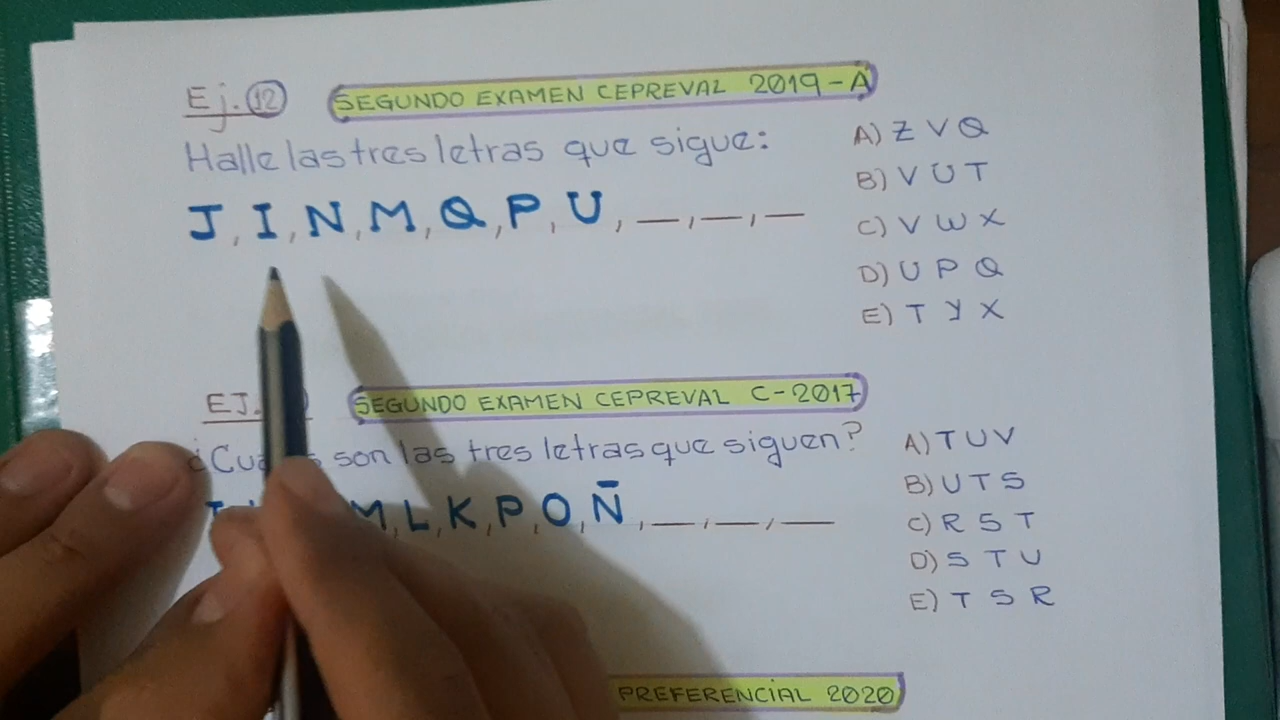 Ej. 12
SEGUNDO EXAMEN CEPREVAL 2019-A
Halle las tres letras que sigue:
J, I, N, M, Q, P, U, __, __, __
A) Z V Q
B) V U T
C) V W X
D) U P Q
E) T Y X
EJ.
SEGUNDO EXAMEN CEPREVAL C-2017
son las tres letras que siguen?
M, L, K, P, O, Ñ, __, __, __
A) T U V
B) U T S
C) R S T
D) S T U
E) T S R
PREFERENCIAL 2020